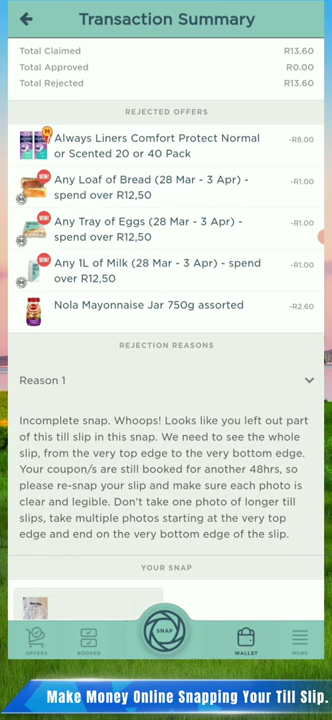 Transaction Summary
Total Claimed R13.60
Total Approved R0.00
Total Rejected R13.60
REJECTED OFFERS
Always Liners Comfort Protect Normal -R8.00
or Scented 20 or 40 Pack
Any Loaf of Bread (28 Mar - 3 Apr) - -R1.00
spend over R12,50
Any Tray of Eggs (28 Mar - 3 Apr) - -R1.00
spend over R12,50
Any 1L of Milk (28 Mar - 3 Apr) - spend -R1.00
over R12,50
Nola Mayonnaise Jar 750g assorted -R2.60
REJECTION REASONS
Reason 1
Incomplete snap. Whoops! Looks like you left out part
of this till slip in this snap. We need to see the whole
slip, from the very top edge to the very bottom edge.
Your coupon/s are still booked for another 48hrs, so
please re-snap your slip and make sure each photo is
clear and legible. Don't take one photo of longer till
slips, take multiple photos starting at the very top
edge and end on the very bottom edge of the slip.
YOUR SNAP
SNAP
OFFERS BOOKED WALLET MORE
Make Money Online Snapping Your Till Slip.